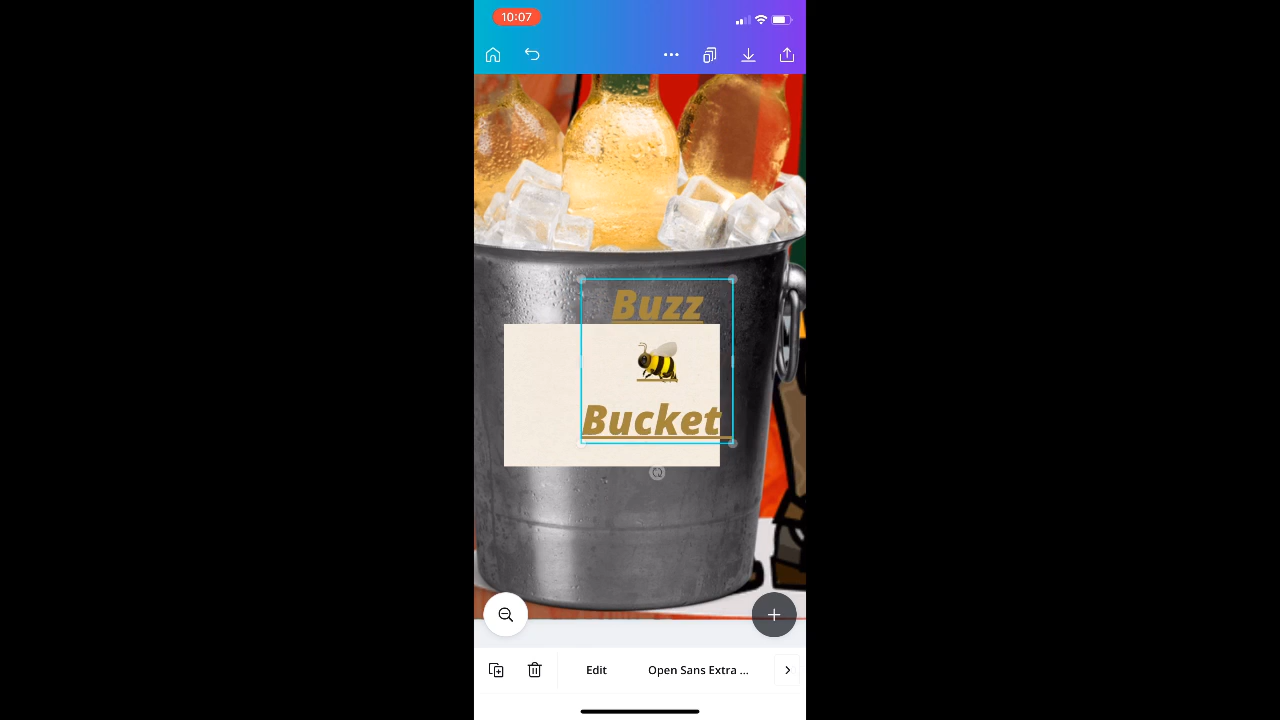 10:07
Buzz
🐝
Bucket
Edit
Open Sans Extra ...